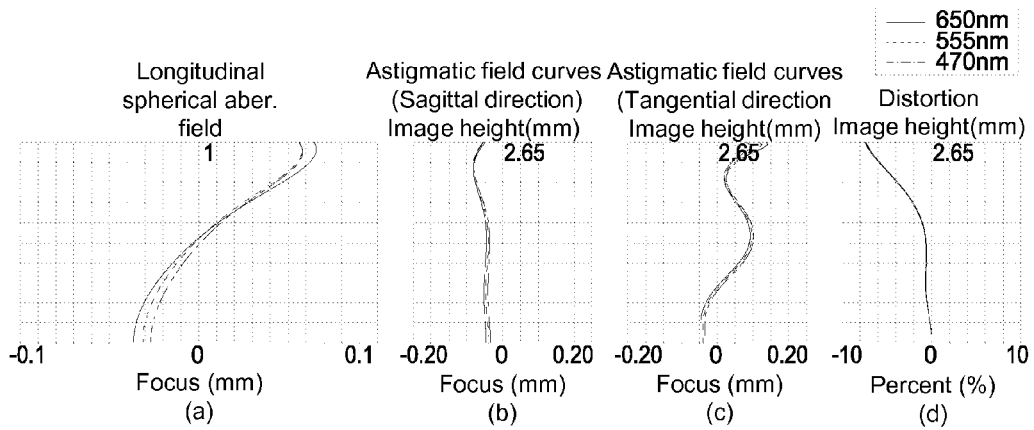 650nm
555nm
470nm
Longitudinal
spherical aber.
field
1
-0.1 0 0.1
Focus (mm)
(a)
Astigmatic field curves
(Sagittal direction)
Image height(mm)
2.65
-0.20 0 0.20
Focus (mm)
(b)
Astigmatic field curves
(Tangential direction
Image height(mm)
2.65
-0.20 0 0.20
Focus (mm)
(c)
Distortion
Image height(mm)
2.65
-10 0 10
Percent (%)
(d)